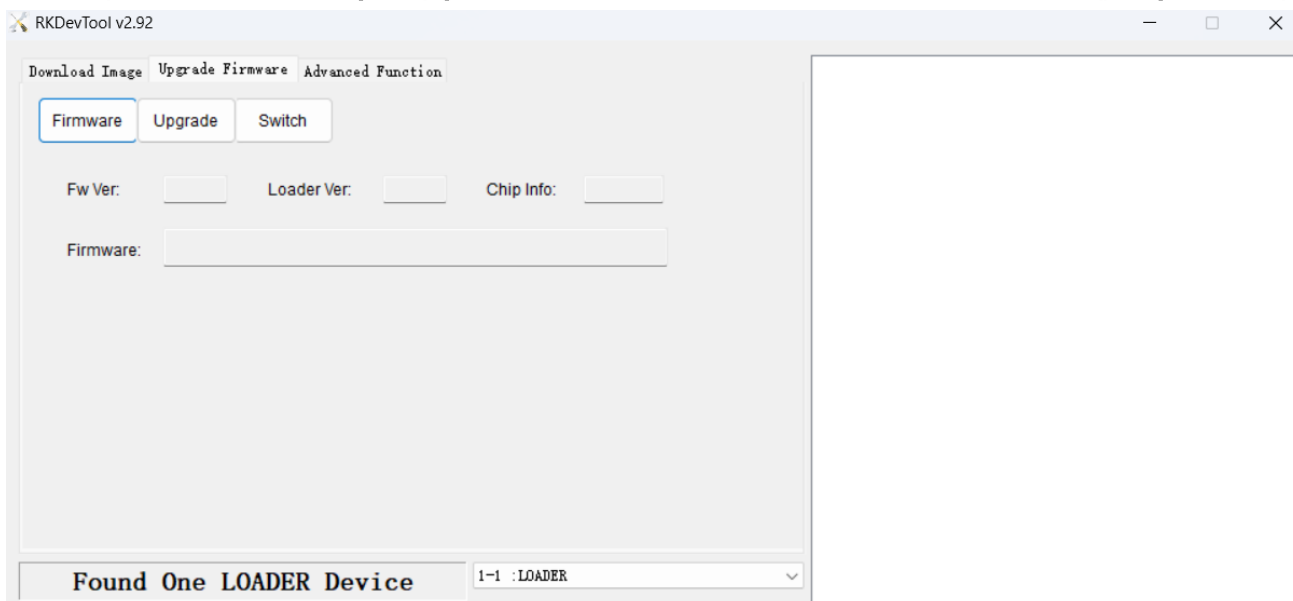 RKDevTool v2.92
Download Image Upgrade Firmware Advanced Function
Firmware Upgrade Switch
Fw Ver: Loader Ver: Chip Info:
Firmware:
Found One LOADER Device 1-1 :LOADER